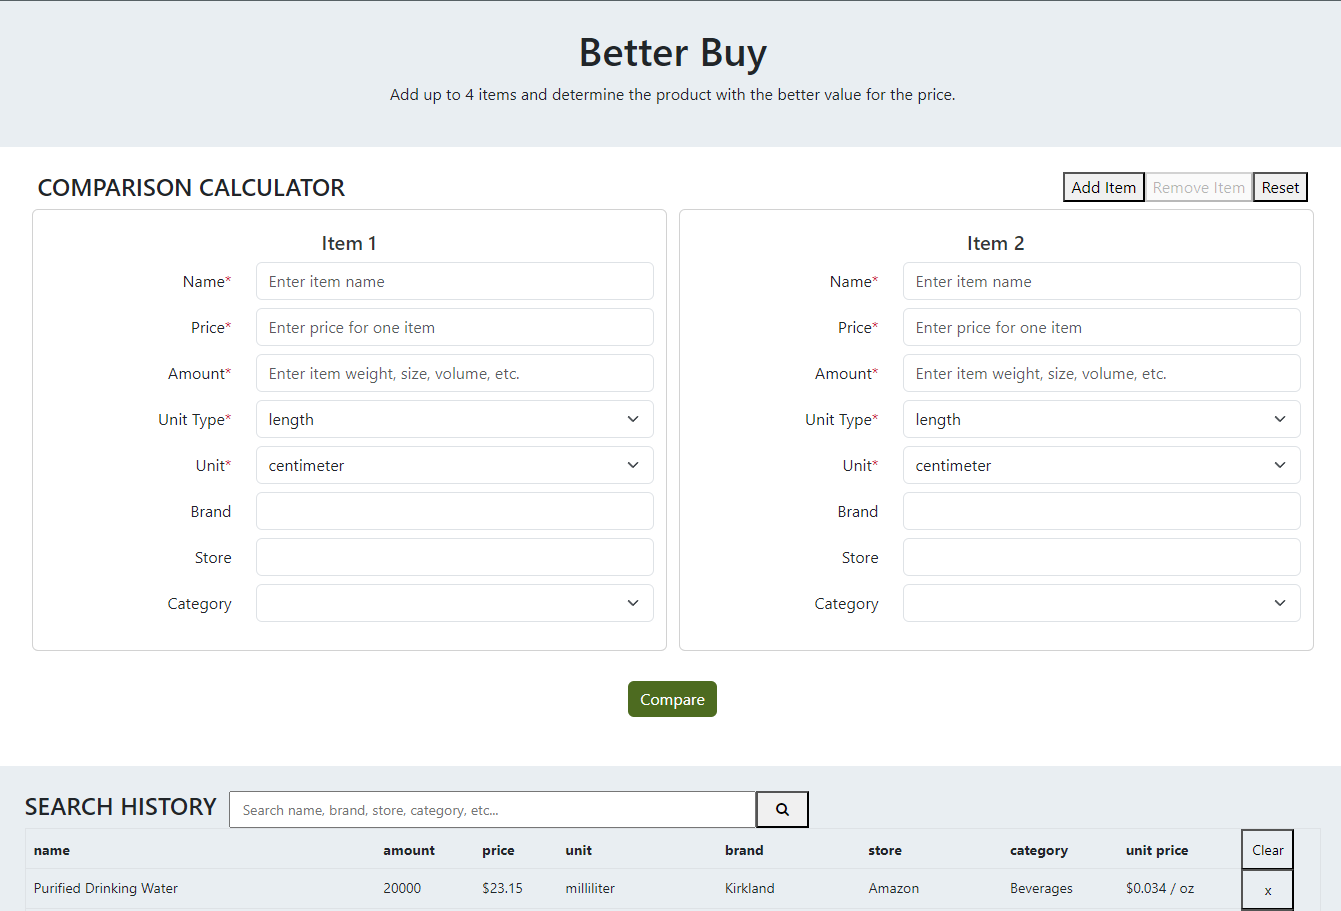 Better Buy
Add up to 4 items and determine the product with the better value for the price.
COMPARISON CALCULATOR
Add Item Remove Item Reset
Item 1
Name* Enter item name
Price* Enter price for one item
Amount* Enter item weight, size, volume, etc.
Unit Type* length
Unit* centimeter
Brand
Store
Category
Item 2
Name* Enter item name
Price* Enter price for one item
Amount* Enter item weight, size, volume, etc.
Unit Type* length
Unit* centimeter
Brand
Store
Category
Compare
SEARCH HISTORY Search name, brand, store, category, etc...
name amount price unit brand store category unit price Clear
Purified Drinking Water 20000 $23.15 milliliter Kirkland Amazon Beverages $0.034 / oz x